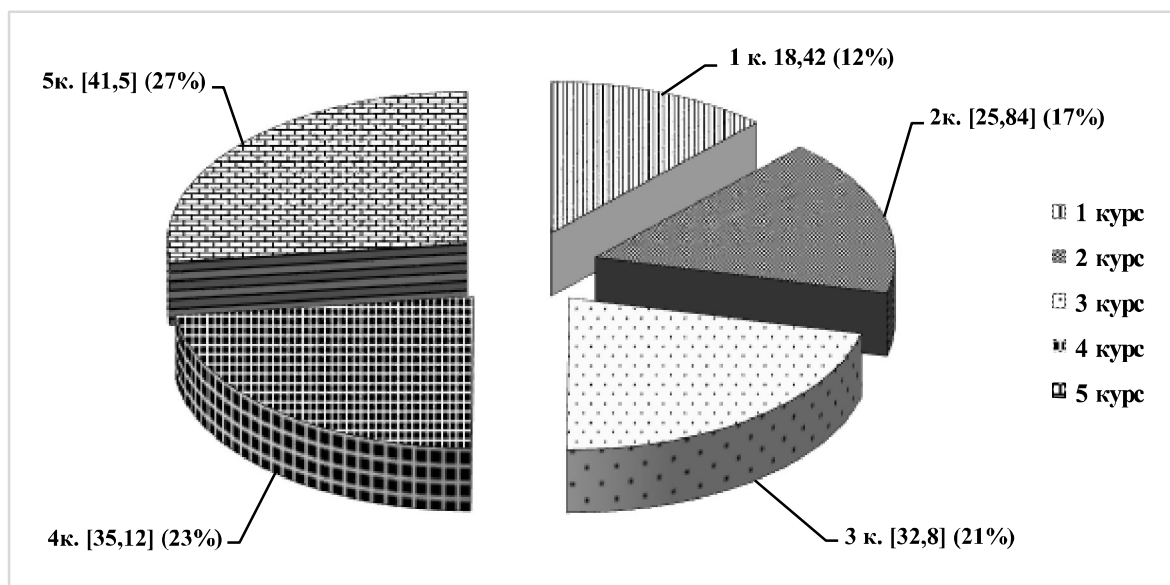 1 к. 18,42 (12%)
5к. [41,5] (27%)
2к. [25,84] (17%)
1 курс
2 курс
3 курс
4 курс
5 курс
4к. [35,12] (23%)
3 к. [32,8] (21%)